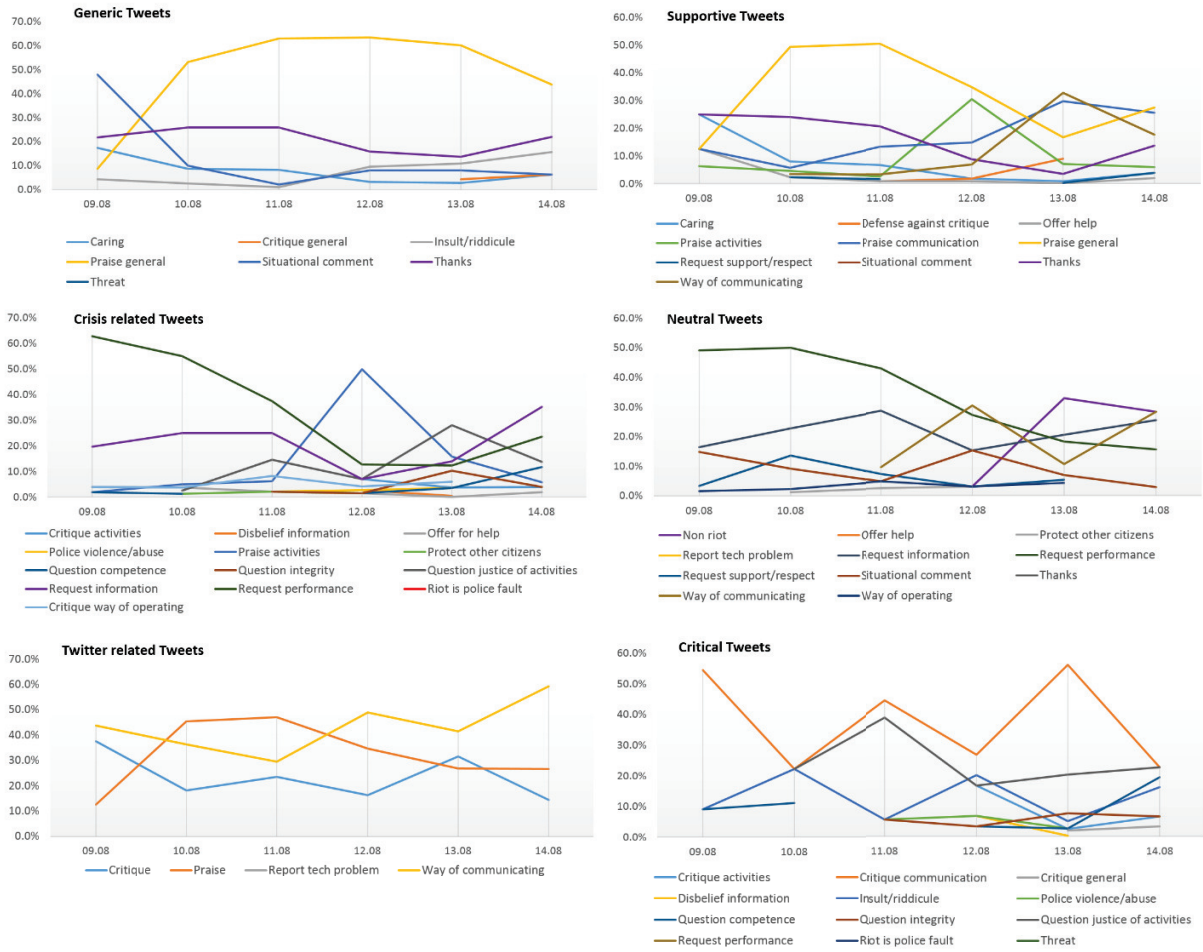 Generic Tweets
70.0%
60.0%
50.0%
40.0%
30.0%
20.0%
10.0%
0.0%
09.08 10.08 11.08 12.08 13.08 14.08
Caring Critique general Insult/riddicule
Praise general Situational comment Thanks
Threat
Supportive Tweets
60.0%
50.0%
40.0%
30.0%
20.0%
10.0%
0.0%
09.08 10.08 11.08 12.08 13.08 14.08
Caring Defense against critique Offer help
Praise activities Praise communication Praise general
Request support/respect Situational comment Thanks
Way of communicating
Crisis related Tweets
70.0%
60.0%
50.0%
40.0%
30.0%
20.0%
10.0%
0.0%
09.08 10.08 11.08 12.08 13.08 14.08
Critique activities Disbelief information Offer for help
Police violence/abuse Praise activities Protect other citizens
Question competence Question integrity Question justice of activities
Request information Request performance Riot is police fault
Critique way of operating
Neutral Tweets
60.0%
50.0%
40.0%
30.0%
20.0%
10.0%
0.0%
09.08 10.08 11.08 12.08 13.08 14.08
Non riot Offer help Protect other citizens
Report tech problem Request information Request performance
Request support/respect Situational comment Thanks
Way of communicating Way of operating
Twitter related Tweets
70.0%
60.0%
50.0%
40.0%
30.0%
20.0%
10.0%
0.0%
09.08 10.08 11.08 12.08 13.08 14.08
Critique Praise Report tech problem Way of communicating
Critical Tweets
60.0%
50.0%
40.0%
30.0%
20.0%
10.0%
0.0%
09.08 10.08 11.08 12.08 13.08 14.08
Critique activities Critique communication Critique general
Disbelief information Insult/riddicule Police violence/abuse
Question competence Question integrity Question justice of activities
Request performance Riot is police fault Threat